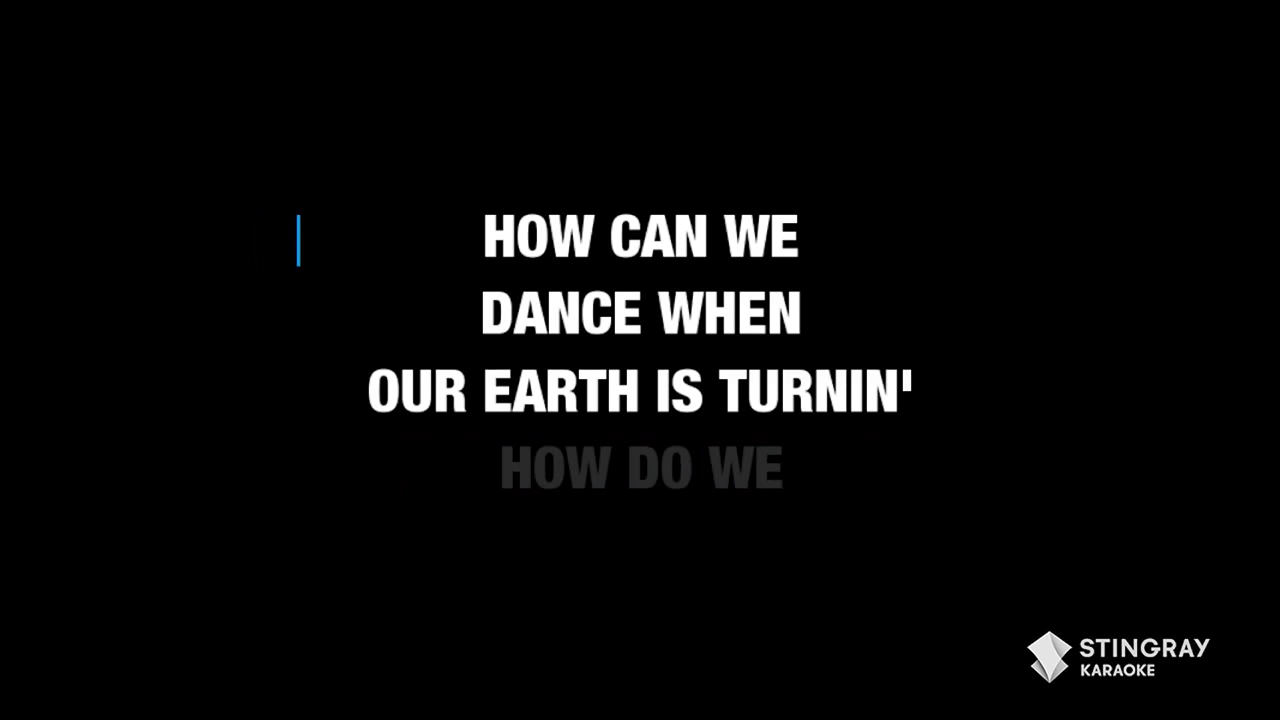 HOW CAN WE
DANCE WHEN
OUR EARTH IS TURNIN'
HOW DO WE
STINGRAY
KARAOKE